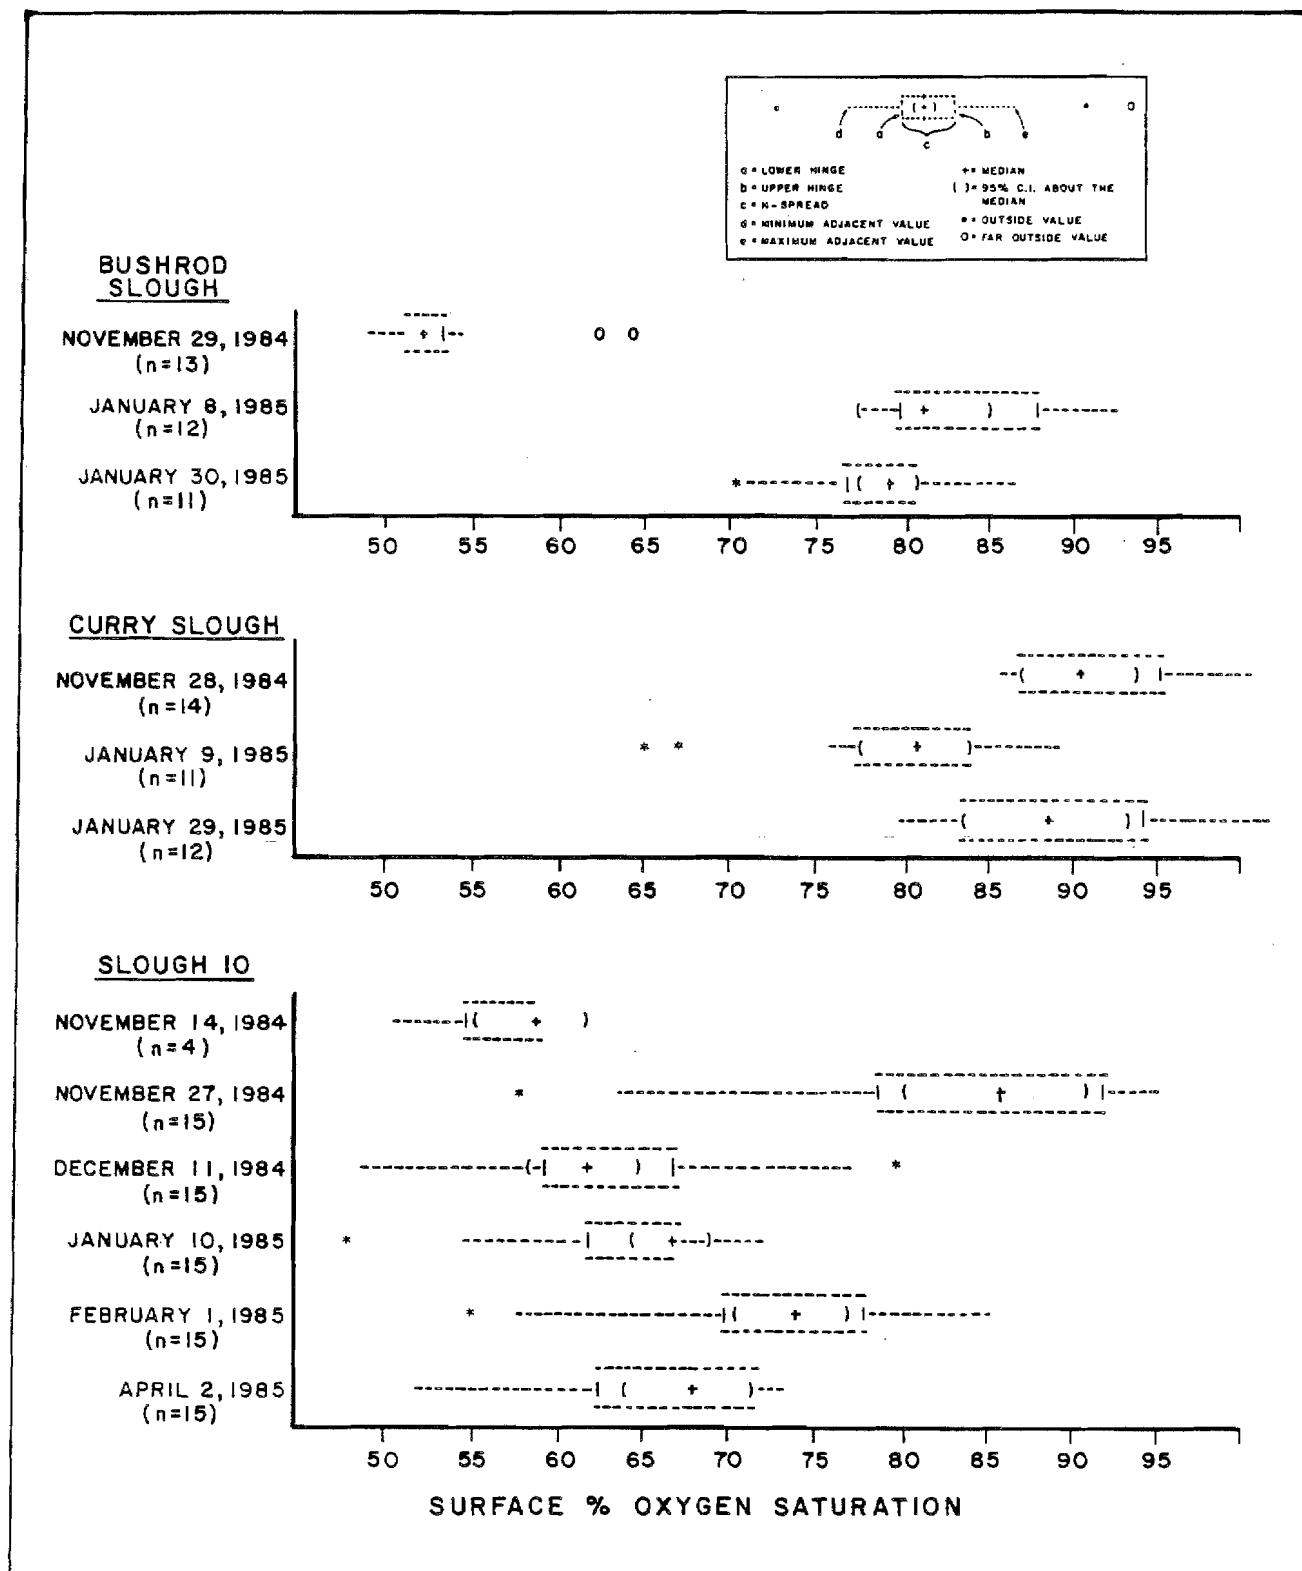 d a b e
c
a = LOWER HINGE
b = UPPER HINGE
c = H-SPREAD
d = MINIMUM ADJACENT VALUE
e = MAXIMUM ADJACENT VALUE
+ = MEDIAN
( ) = 95% C.I. ABOUT THE
MEDIAN
* = OUTSIDE VALUE
O = FAR OUTSIDE VALUE
BUSHROD
SLOUGH
NOVEMBER 29, 1984
(n=13)
JANUARY 8, 1985
(n=12)
JANUARY 30, 1985
(n=11)
50 55 60 65 70 75 80 85 90 95
CURRY SLOUGH
NOVEMBER 28, 1984
(n=14)
JANUARY 9, 1985
(n=11)
JANUARY 29, 1985
(n=12)
50 55 60 65 70 75 80 85 90 95
SLOUGH 10
NOVEMBER 14, 1984
(n=4)
NOVEMBER 27, 1984
(n=15)
DECEMBER 11, 1984
(n=15)
JANUARY 10, 1985
(n=15)
FEBRUARY 1, 1985
(n=15)
APRIL 2, 1985
(n=15)
50 55 60 65 70 75 80 85 90 95
SURFACE % OXYGEN SATURATION